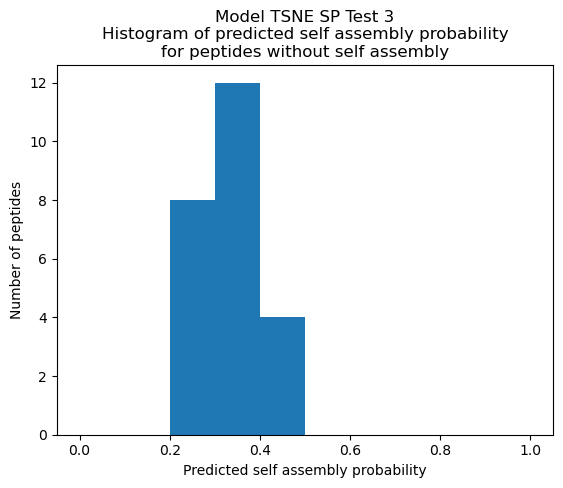 Model TSNE SP Test 3
Histogram of predicted self assembly probability
for peptides without self assembly
Number of peptides
12
10
8
6
4
2
0
0.0 0.2 0.4 0.6 0.8 1.0
Predicted self assembly probability